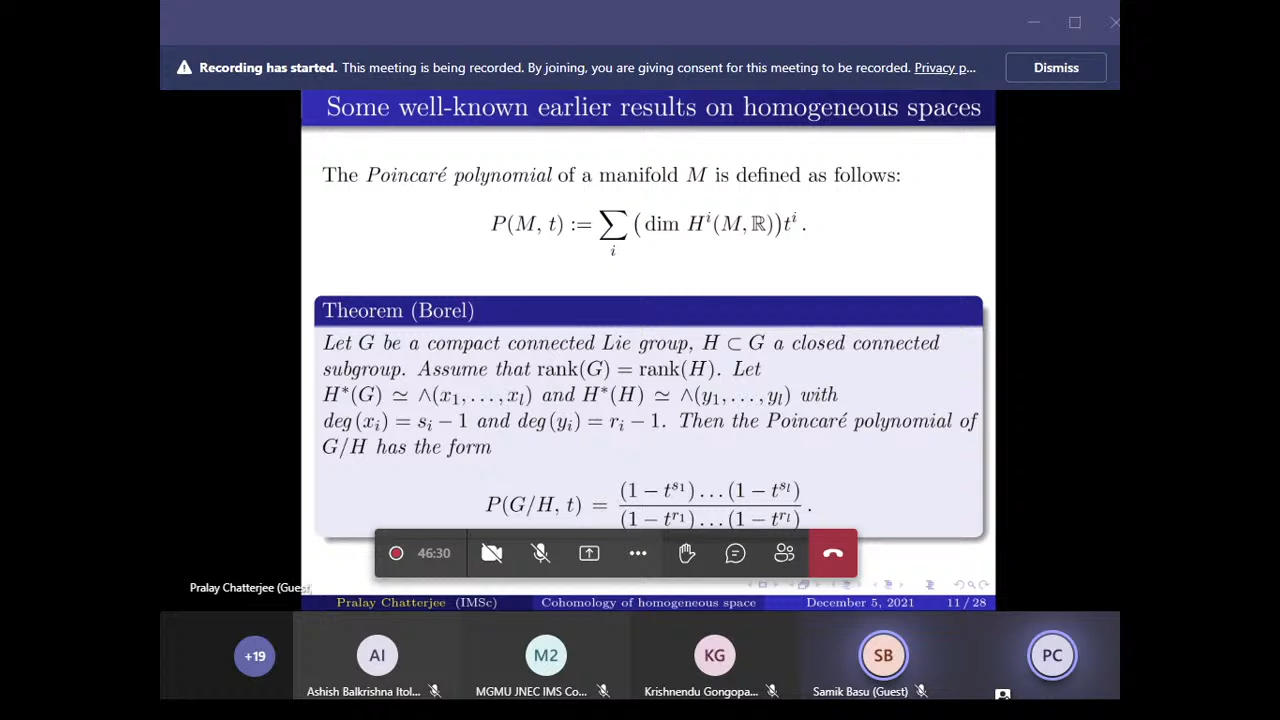 Recording has started. This meeting is being recorded. By joining, you are giving consent for this meeting to be recorded. Privacy p... Dismiss
Some well-known earlier results on homogeneous spaces
The Poincaré polynomial of a manifold M is defined as follows:
P(M, t) := ∑_i (dim H^i(M, ℝ))t^i .
Theorem (Borel)
Let G be a compact connected Lie group, H ⊂ G a closed connected
subgroup. Assume that rank(G) = rank(H). Let
H*(G) ≃ ∧(x_1, . . . , x_l) and H*(H) ≃ ∧(y_1, . . . , y_l) with
deg (x_i) = s_i − 1 and deg (y_i) = r_i − 1. Then the Poincaré polynomial of
G/H has the form
P(G/H, t) = \frac{(1 − t^{s_1}) . . . (1 − t^{s_l})}{(1 − t^{r_1}) . . . (1 − t^{r_l})} .
46:30
Pralay Chatterjee (Guest)
Pralay Chatterjee (IMSc) Cohomology of homogeneous space December 5, 2021 11 / 28
+19 AI M2 KG SB PC
Ashish Balkrishna Itol... MGMU JNEC IMS Co... Krishnendu Gongopa... Samik Basu (Guest)